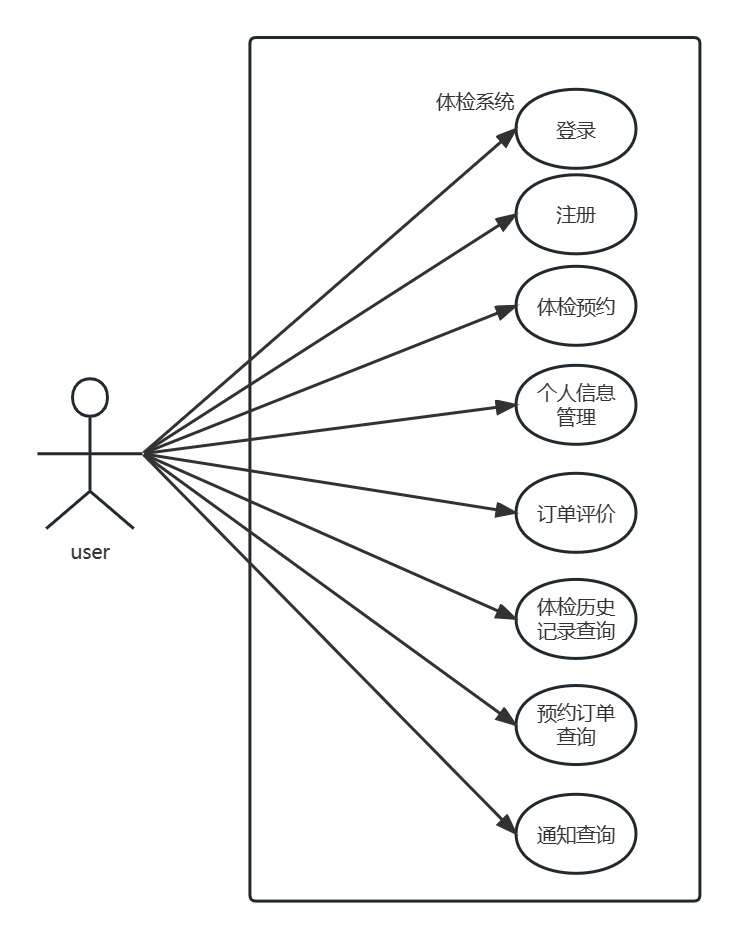 体检系统
登录
注册
体检预约
个人信息
管理
user
订单评价
体检历史
记录查询
预约订单
查询
通知查询